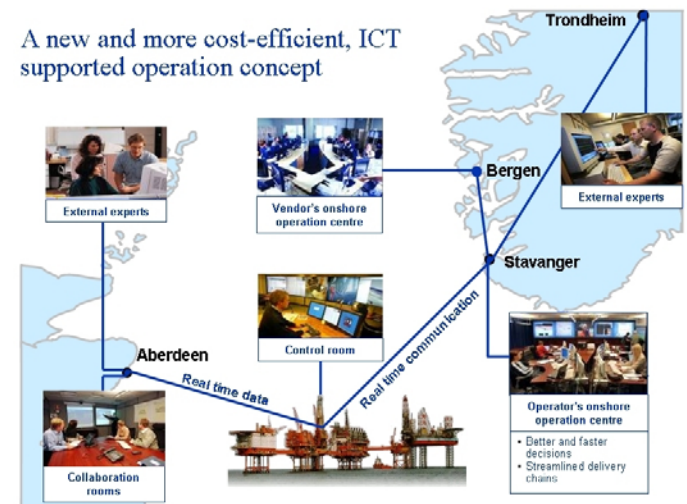 A new and more cost-efficient, ICT
supported operation concept
Trondheim
External experts
Vendor's onshore
operation centre
Bergen
External experts
Stavanger
Control room
Real time communication
Aberdeen
Real time data
Collaboration
rooms
Operator's onshore
operation centre
• Better and faster
decisions
• Streamlined delivery
chains